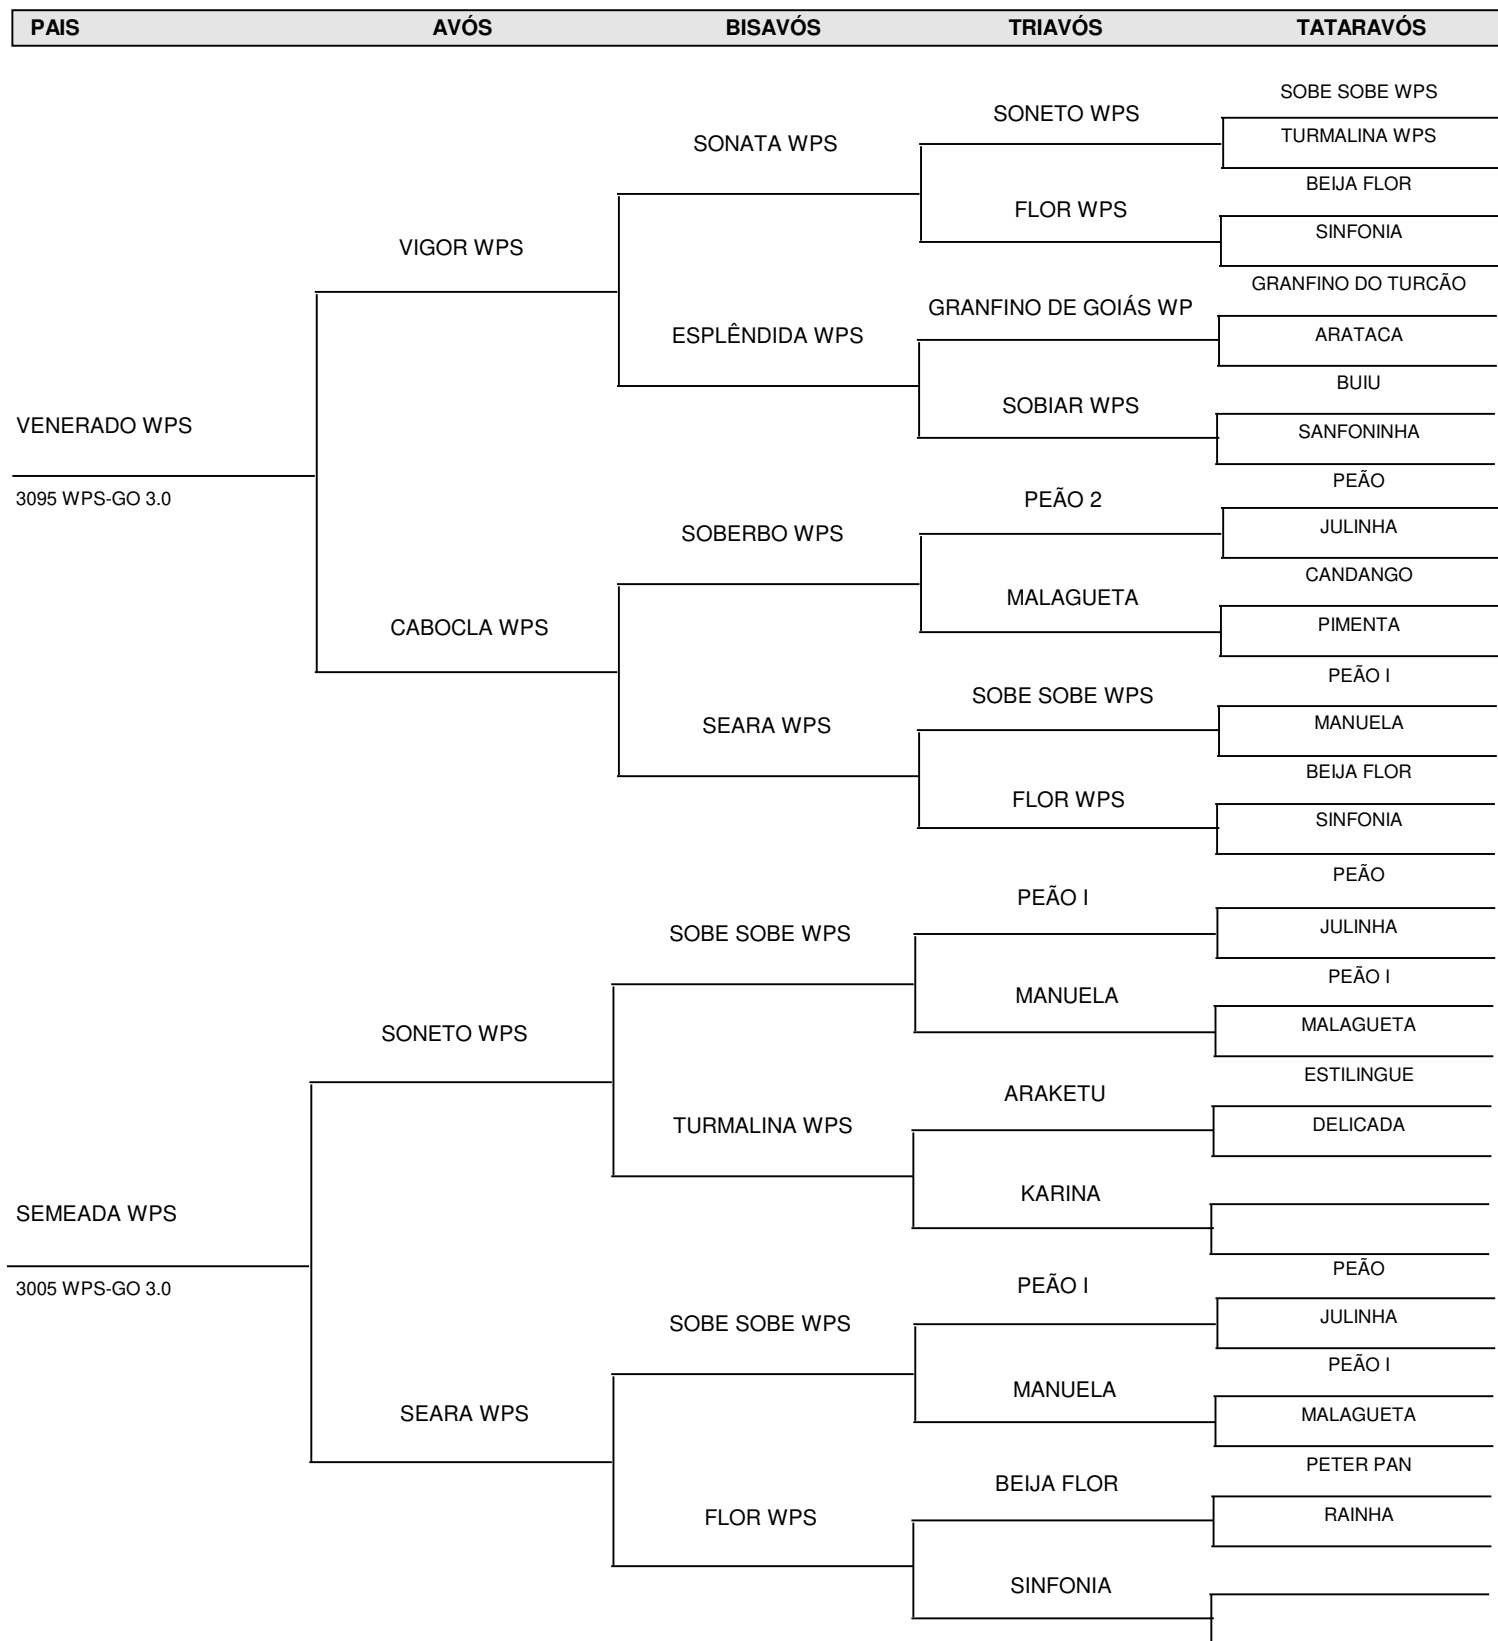 PAIS AVÓS BISAVÓS TRIAVÓS TATARAVÓS
SOBE SOBE WPS
SONETO WPS
TURMALINA WPS
SONATA WPS
BEIJA FLOR
FLOR WPS
SINFONIA
VIGOR WPS
GRANFINO DO TURCÃO
GRANFINO DE GOIÁS WP
ESPLÊNDIDA WPS
ARATACA
BUIU
SOBIAR WPS
VENERADO WPS
SANFONINHA
PEÃO
3095 WPS-GO 3.0
PEÃO 2
SOBERBO WPS
JULINHA
CANDANGO
MALAGUETA
CABOCLA WPS
PIMENTA
PEÃO I
SOBE SOBE WPS
SEARA WPS
MANUELA
BEIJA FLOR
FLOR WPS
SINFONIA
PEÃO
PEÃO I
SOBE SOBE WPS
JULINHA
PEÃO I
MANUELA
SONETO WPS
MALAGUETA
ESTILINGUE
ARAKETU
TURMALINA WPS
DELICADA
KARINA
SEMEADA WPS
PEÃO
3005 WPS-GO 3.0
PEÃO I
SOBE SOBE WPS
JULINHA
PEÃO I
MANUELA
SEARA WPS
MALAGUETA
PETER PAN
BEIJA FLOR
FLOR WPS
RAINHA
SINFONIA